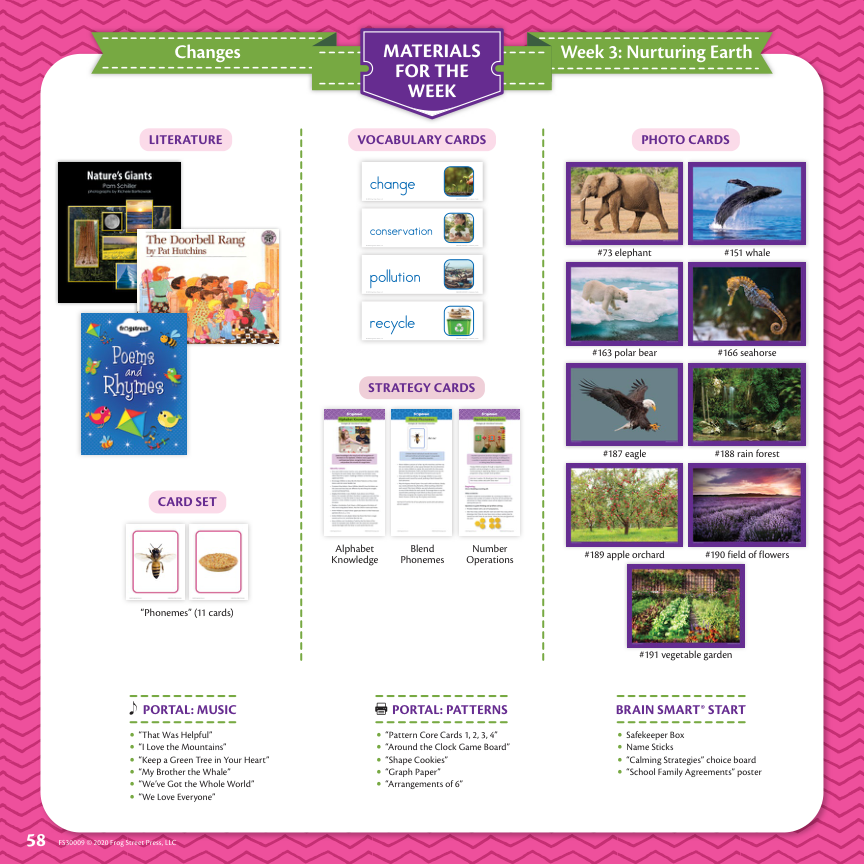 Changes
MATERIALS
FOR THE
WEEK
Week 3: Nurturing Earth
LITERATURE
Nature's Giants
Pam Schiller
The Doorbell Rang
by Pat Hutchins
frogstreet
Poems
and
Rhymes
CARD SET
"Phonemes" (11 cards)
VOCABULARY CARDS
change
conservation
pollution
recycle
STRATEGY CARDS
Alphabet
Knowledge
Blend
Phonemes
Number
Operations
PHOTO CARDS
#73 elephant
#151 whale
#163 polar bear
#166 seahorse
#187 eagle
#188 rain forest
#189 apple orchard
#190 field of flowers
#191 vegetable garden
PORTAL: MUSIC
• "That Was Helpful"
• "I Love the Mountains"
• "Keep a Green Tree in Your Heart"
• "My Brother the Whale"
• "We've Got the Whole World"
• "We Love Everyone"
PORTAL: PATTERNS
• "Pattern Core Cards 1, 2, 3, 4"
• "Around the Clock Game Board"
• "Shape Cookies"
• "Graph Paper"
• "Arrangements of 6"
BRAIN SMART® START
• Safekeeper Box
• Name Sticks
• "Calming Strategies" choice board
• "School Family Agreements" poster
58 FS30009 © 2020 Frog Street Press, LLC